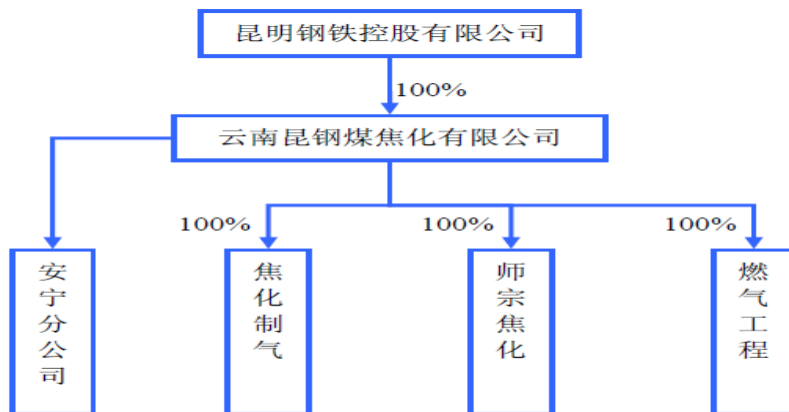 昆明钢铁控股有限公司
100%
云南昆钢煤焦化有限公司
100%
100%
100%
安宁分公司
焦化制气
师宗焦化
燃气工程